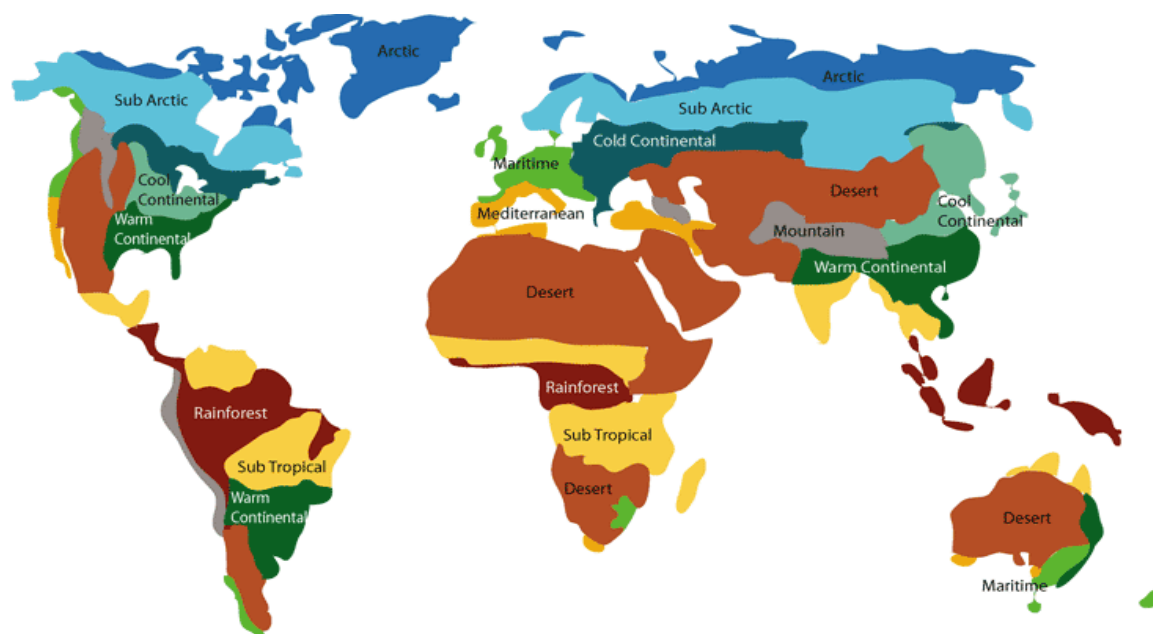 Arctic
Arctic
Sub Arctic
Sub Arctic
Cold Continental
Maritime
Cool
Continental
Desert
Mediterranean
Cool
Continental
Warm
Continental
Mountain
Warm Continental
Desert
Rainforest
Rainforest
Sub Tropical
Sub Tropical
Desert
Warm
Continental
Desert
Maritime